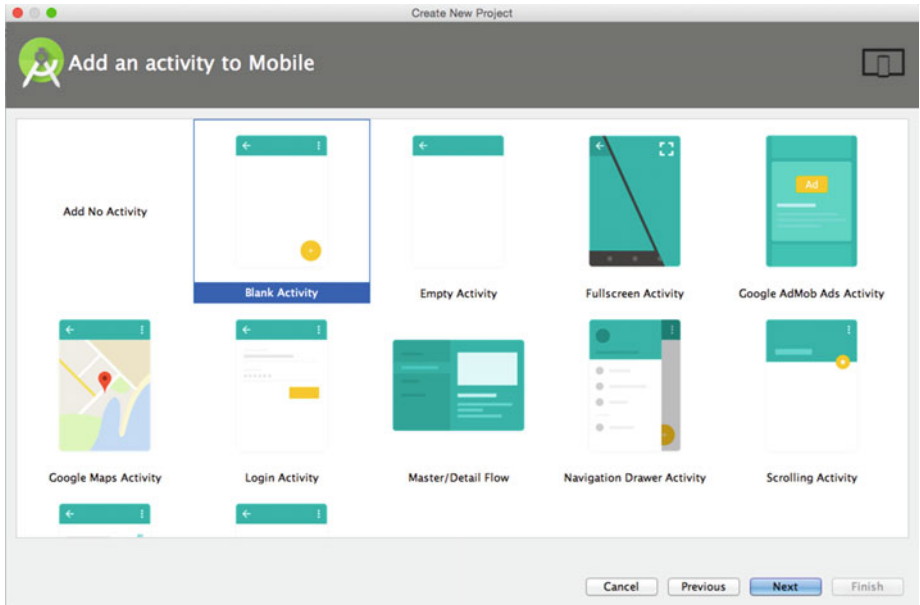 Create New Project
Add an activity to Mobile
Add No Activity
Blank Activity
Empty Activity
Fullscreen Activity
Ad
Google AdMob Ads Activity
Google Maps Activity
Login Activity
Master/Detail Flow
Navigation Drawer Activity
Scrolling Activity
Cancel
Previous
Next
Finish